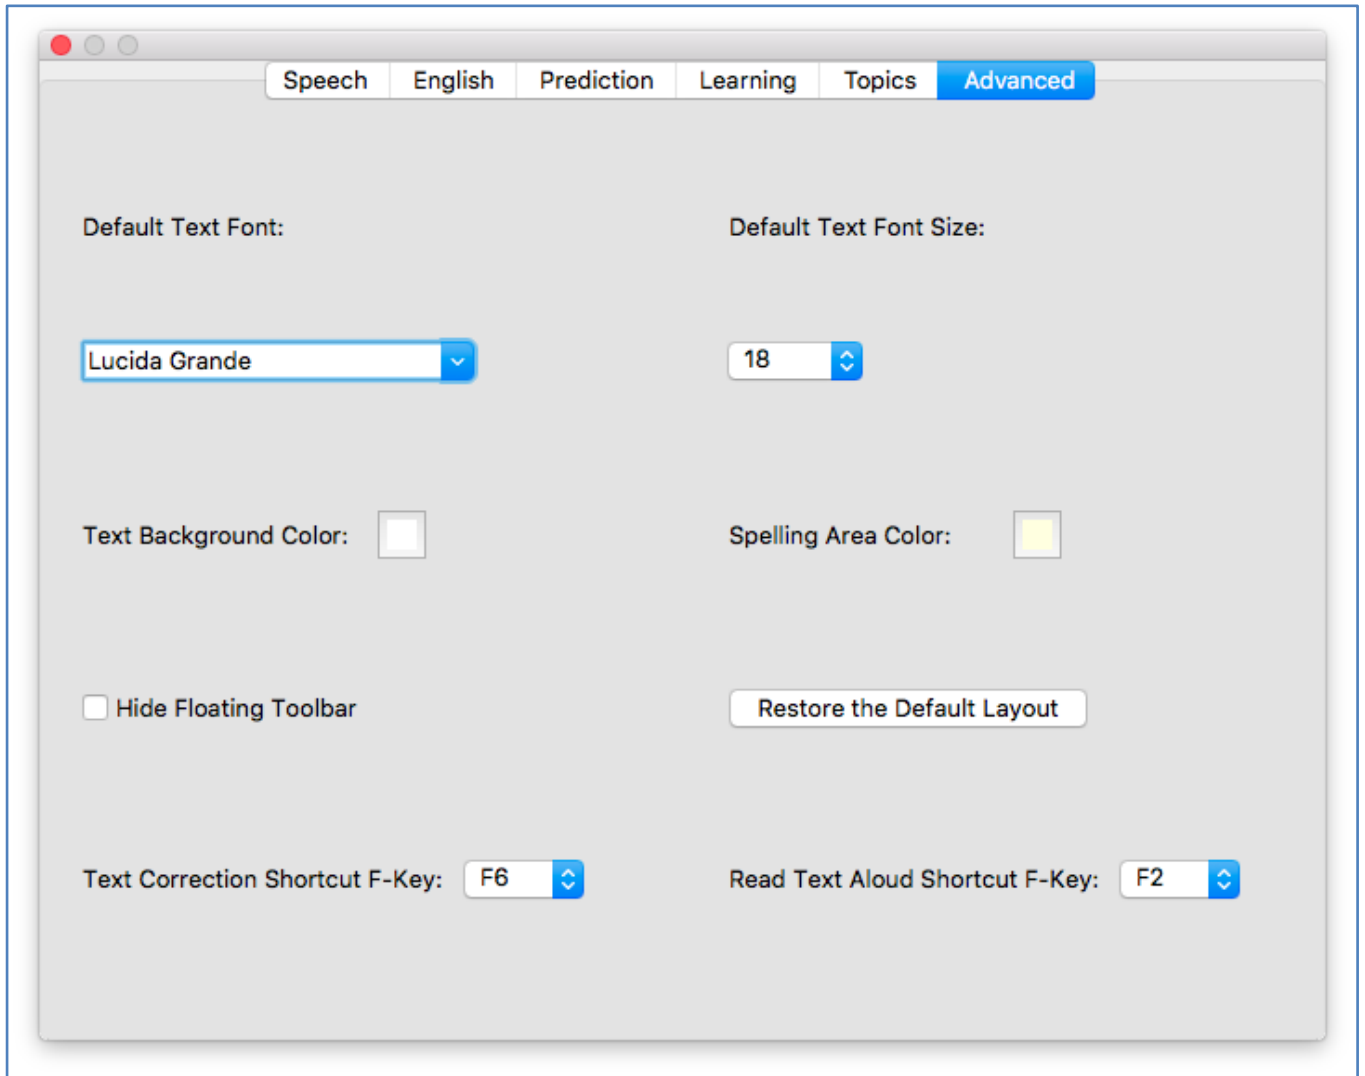 Speech English Prediction Learning Topics Advanced
Default Text Font: Default Text Font Size:
Lucida Grande 18
Text Background Color: Spelling Area Color:
Hide Floating Toolbar Restore the Default Layout
Text Correction Shortcut F-Key: F6 Read Text Aloud Shortcut F-Key: F2